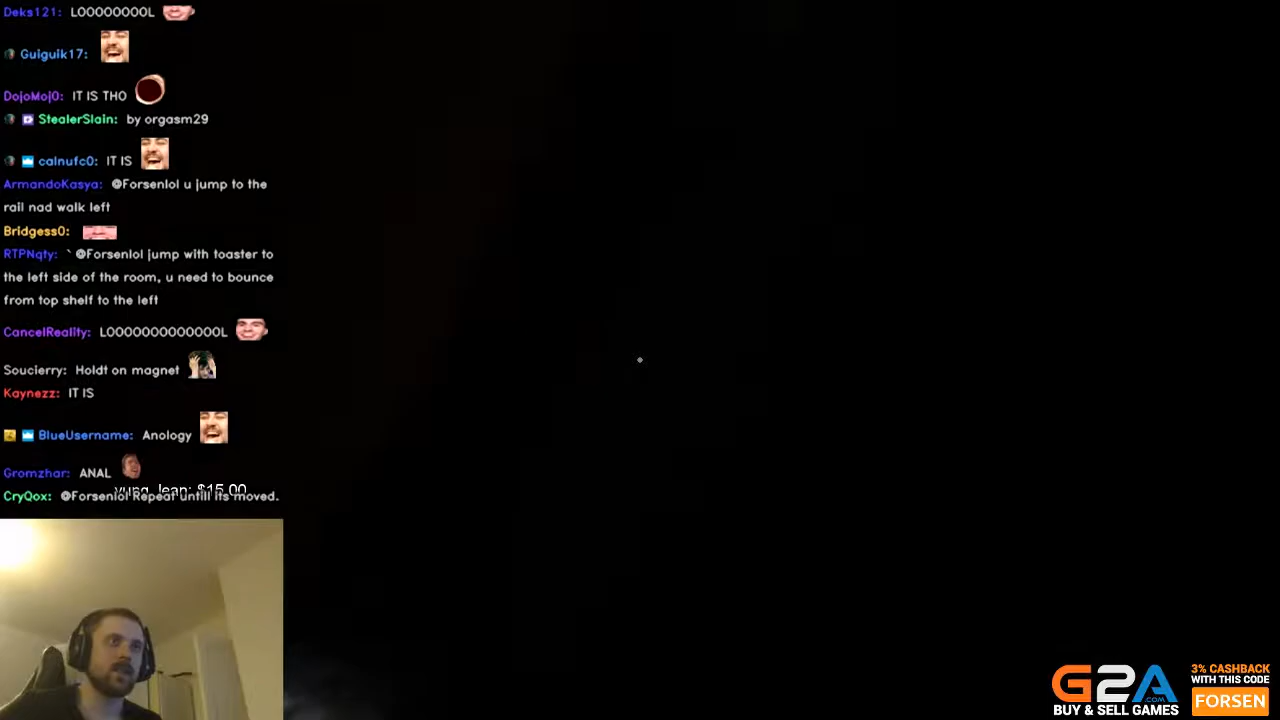 Deks121: LOOOOOOOOL
Guiguik17:
DojoMoj0: IT IS THO
StealerSlain: by orgasm29
calnufc0: IT IS
ArmandoKasya: @Forsenlol u jump to the
rail nad walk left
Bridgess0:
RTPNqty: ` @Forsenlol jump with toaster to
the left side of the room, u need to bounce
from top shelf to the left
CancelReality: LOOOOOOOOOOOOOL
Soucierry: Holdt on magnet
Kaynezz: IT IS
BlueUsername: Anology
Gromzhar: ANAL
yung_lean: $15.00
CryQox: @Forsenlol Repeat untill its moved.
G2A
.COM
BUY & SELL GAMES
3% CASHBACK
WITH THIS CODE
FORSEN